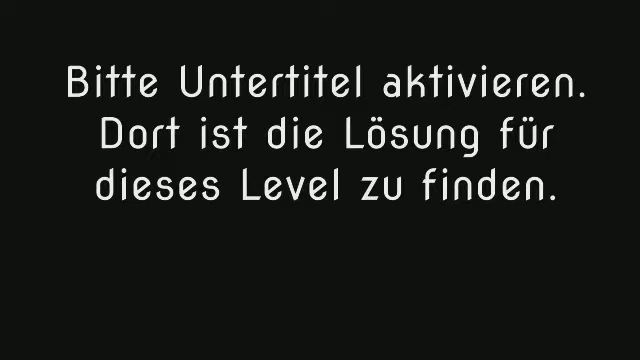 Bitte Untertitel aktivieren.
Dort ist die Lösung für
dieses Level zu finden.